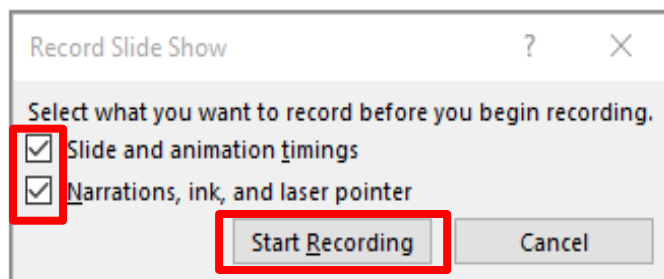 Record Slide Show ?
Select what you want to record before you begin recording.
Slide and animation timings
Narrations, ink, and laser pointer
Start Recording Cancel